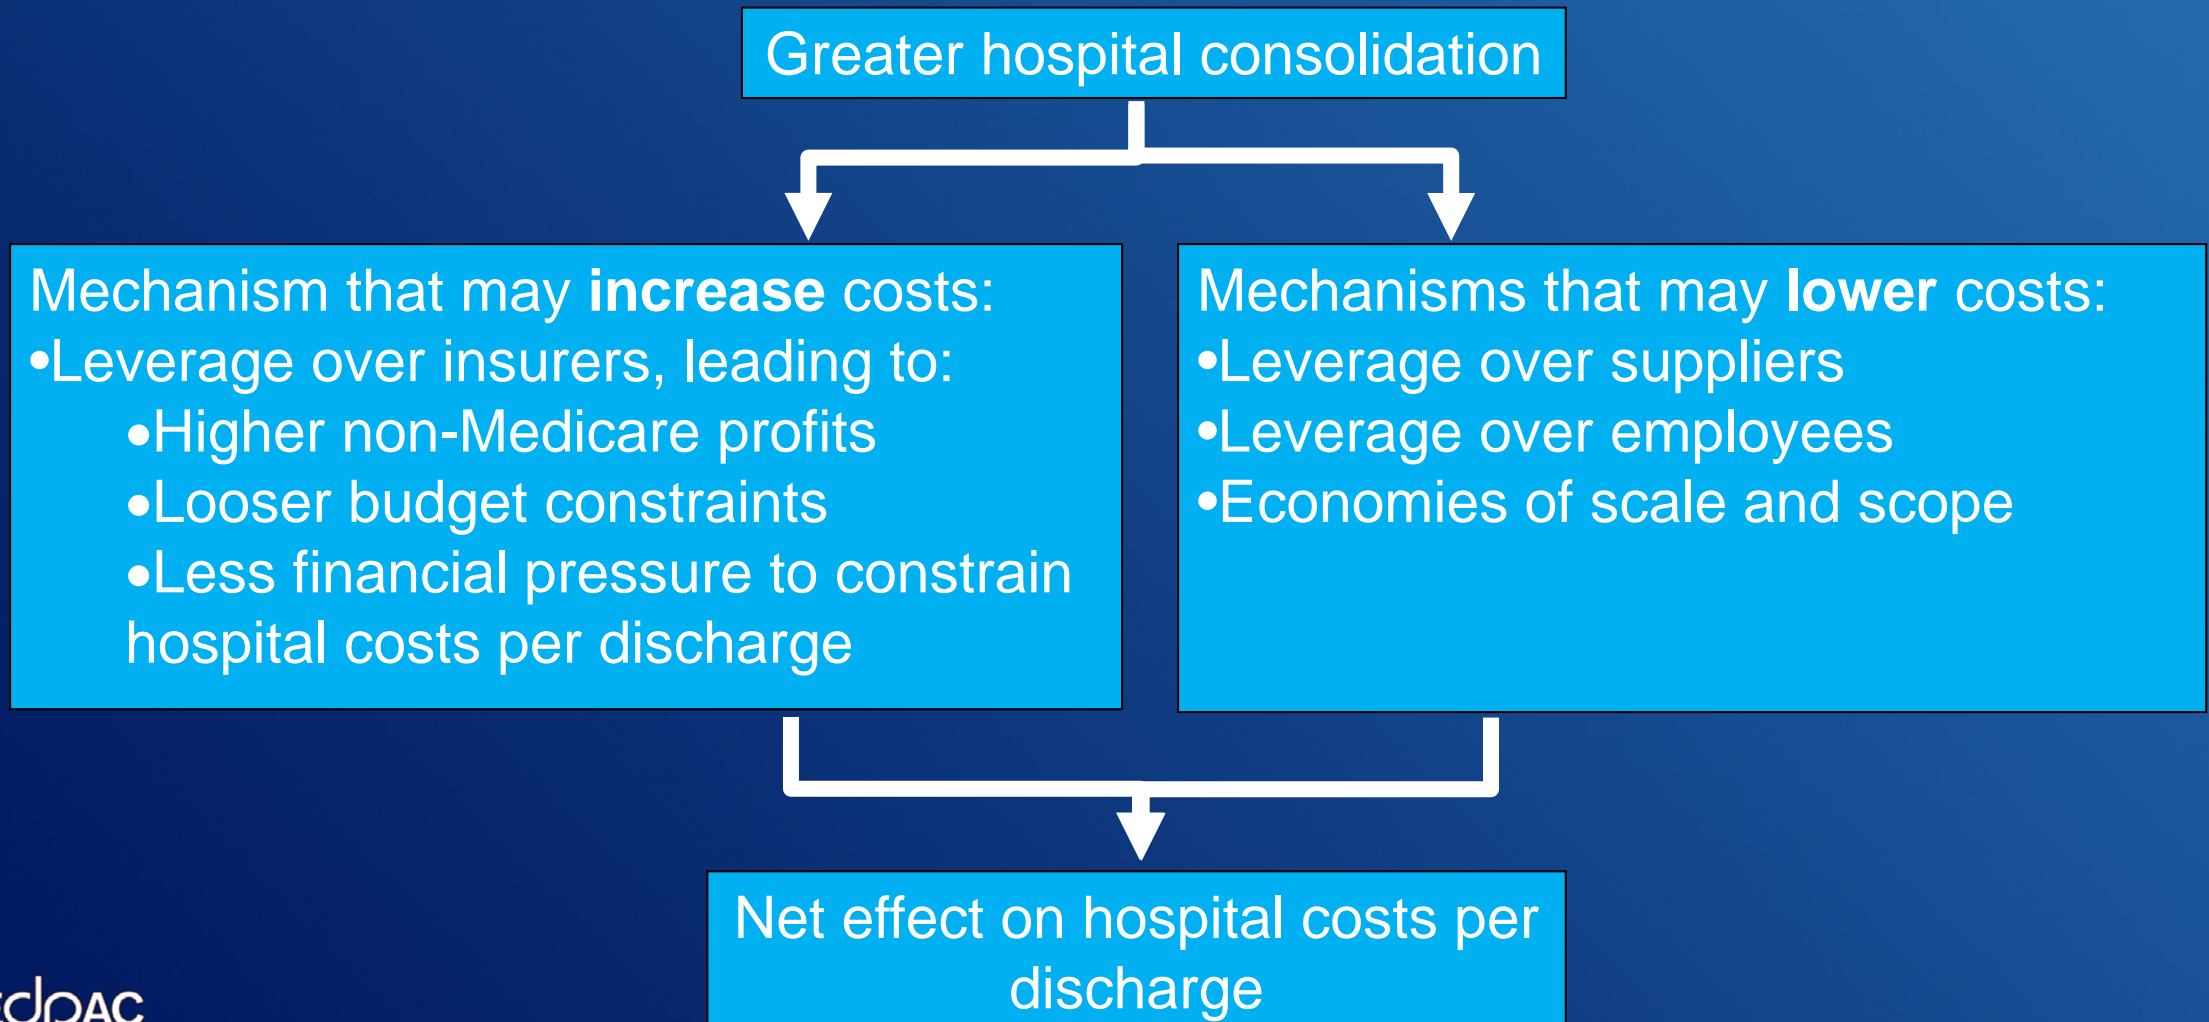 Greater hospital consolidation
Mechanism that may increase costs:
•Leverage over insurers, leading to:
•Higher non-Medicare profits
•Looser budget constraints
•Less financial pressure to constrain
hospital costs per discharge
Mechanisms that may lower costs:
•Leverage over suppliers
•Leverage over employees
•Economies of scale and scope
Net effect on hospital costs per
discharge